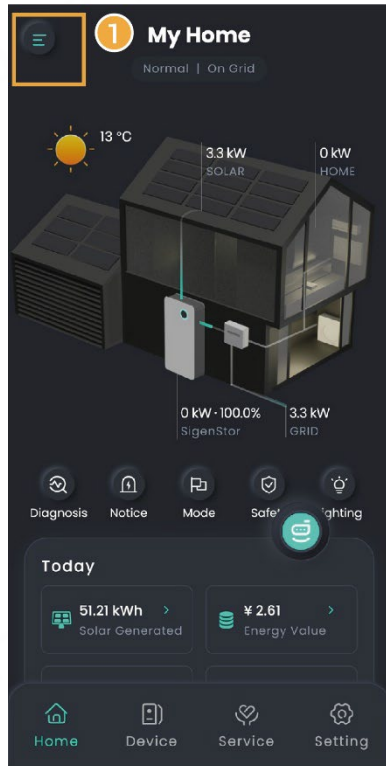 1
My Home
Normal | On Grid
13 °C
3.3 kW
SOLAR
0 kW
HOME
0 kW · 100.0%
SigenStor
3.3 kW
GRID
Diagnosis Notice Mode Safet ghting
Today
51.21 kWh >
Solar Generated
¥ 2.61 >
Energy Value
Home Device Service Setting